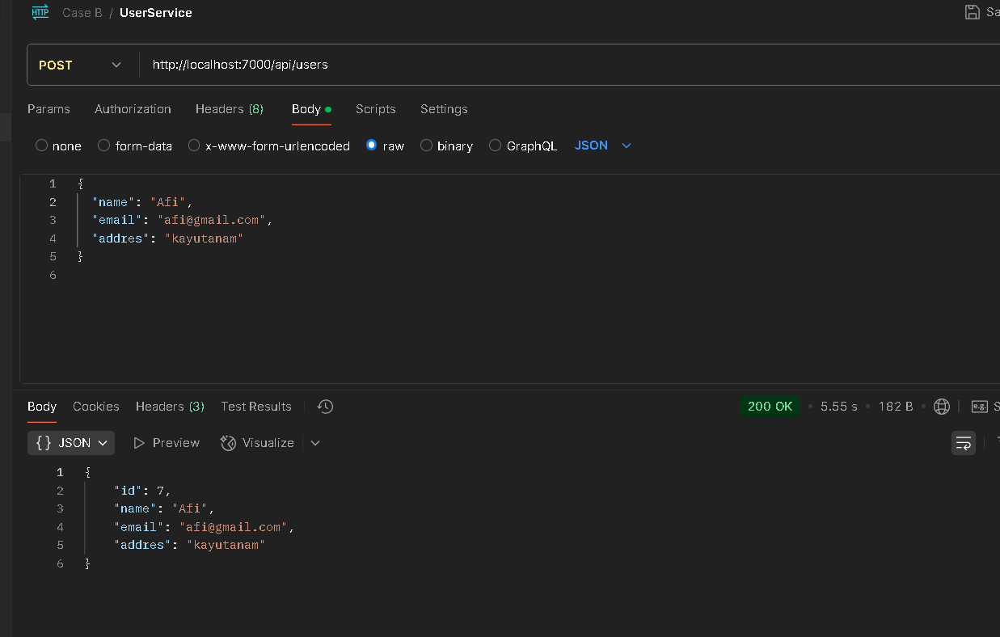 HTTP Case B / UserService Sa
POST http://localhost:7000/api/users
Params Authorization Headers (8) Body Scripts Settings
none form-data x-www-form-urlencoded raw binary GraphQL JSON
1 {
2 "name": "Afi",
3 "email": "afi@gmail.com",
4 "addres": "kayutanam"
5 }
6
Body Cookies Headers (3) Test Results 200 OK • 5.55 s • 182 B • e.g. S
{} JSON Preview Visualize
1 {
2 "id": 7,
3 "name": "Afi",
4 "email": "afi@gmail.com",
5 "addres": "kayutanam"
6 }